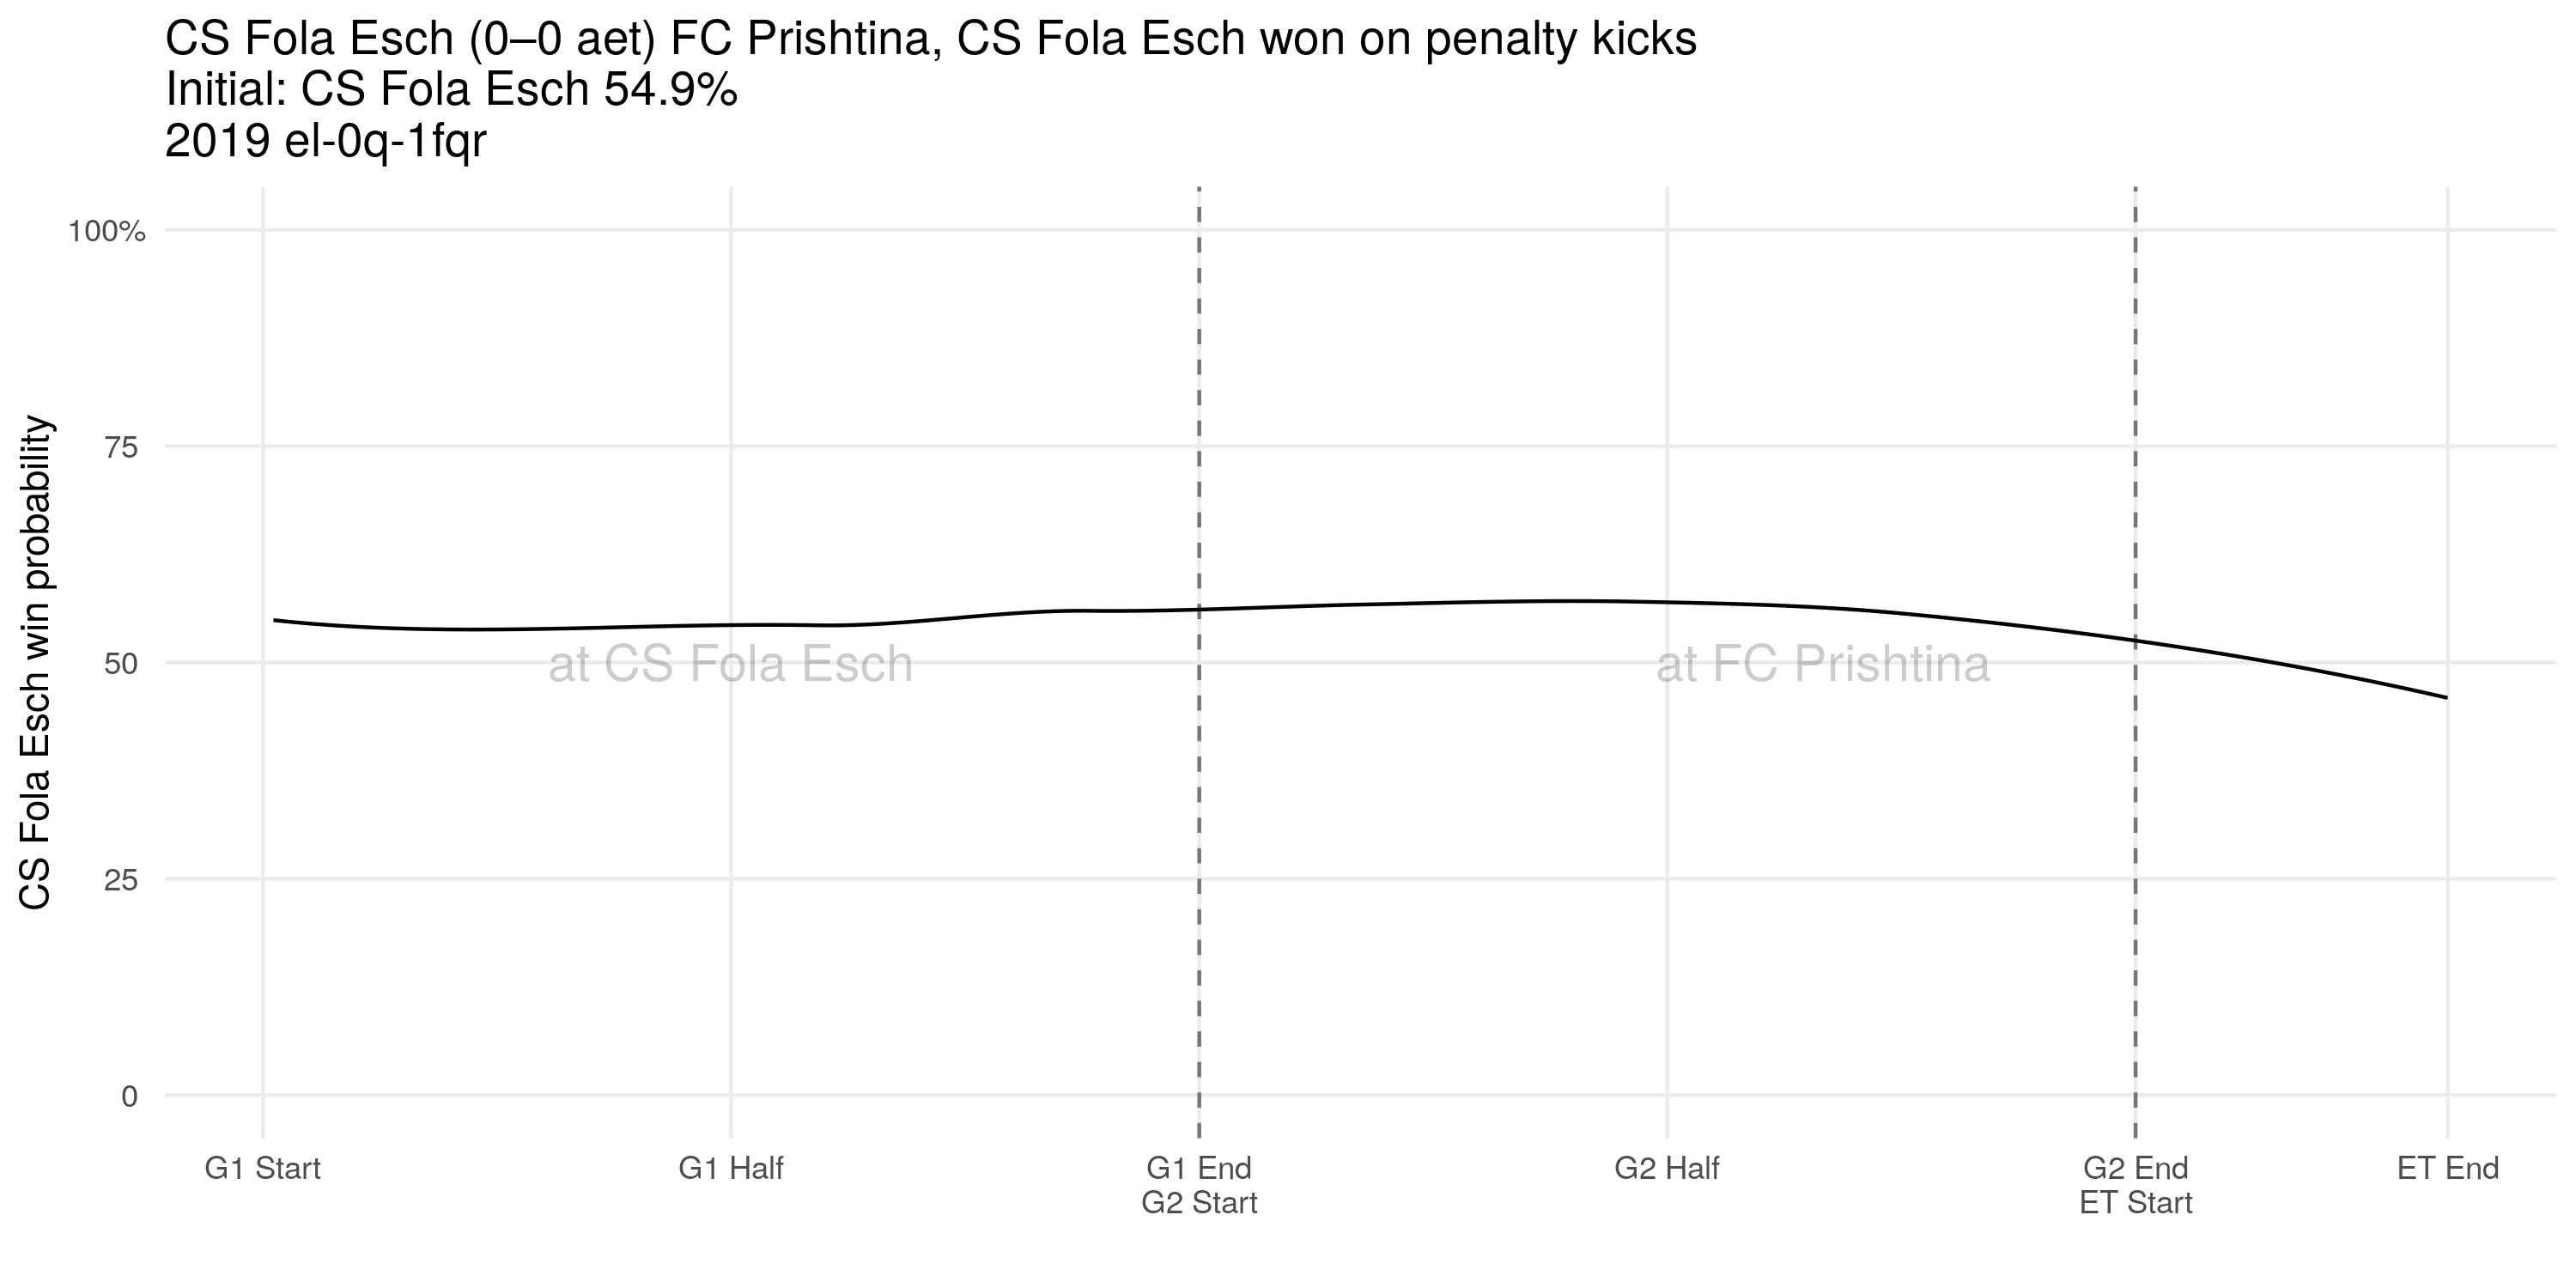 CS Fola Esch (0–0 aet) FC Prishtina, CS Fola Esch won on penalty kicks
Initial: CS Fola Esch 54.9%
2019 el-0q-1fqr
CS Fola Esch win probability
100%
75
50
25
0
at CS Fola Esch
at FC Prishtina
G1 Start
G1 Half
G1 End
G2 Start
G2 Half
G2 End
ET Start
ET End